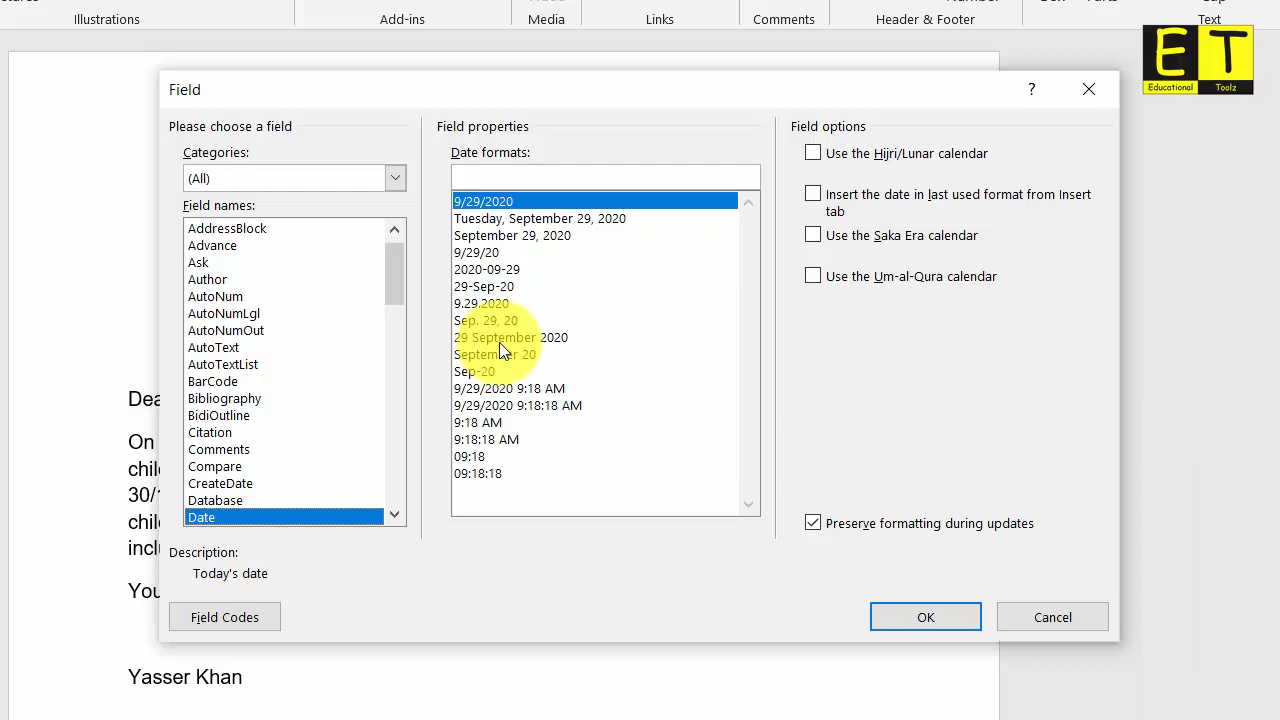 Illustrations
Add-ins
Media
Links
Comments
Header & Footer
Text
E T
Educational Toolz
Field
?
Please choose a field
Categories:
(All)
Field names:
AddressBlock
Advance
Ask
Author
AutoNum
AutoNumLgl
AutoNumOut
AutoText
AutoTextList
BarCode
Bibliography
BidiOutline
Citation
Comments
Compare
CreateDate
Database
Date
Description:
Today's date
Field Codes
Field properties
Date formats:
9/29/2020
Tuesday, September 29, 2020
September 29, 2020
9/29/20
2020-09-29
29-Sep-20
9.29.2020
Sep. 29, 20
29 September 2020
September 20
Sep-20
9/29/2020 9:18 AM
9/29/2020 9:18:18 AM
9:18 AM
9:18:18 AM
09:18
09:18:18
Field options
Use the Hijri/Lunar calendar
Insert the date in last used format from Insert
tab
Use the Saka Era calendar
Use the Um-al-Qura calendar
Preserve formatting during updates
OK
Cancel
Dea
On
chil
30/
chil
incl
You
Yasser Khan